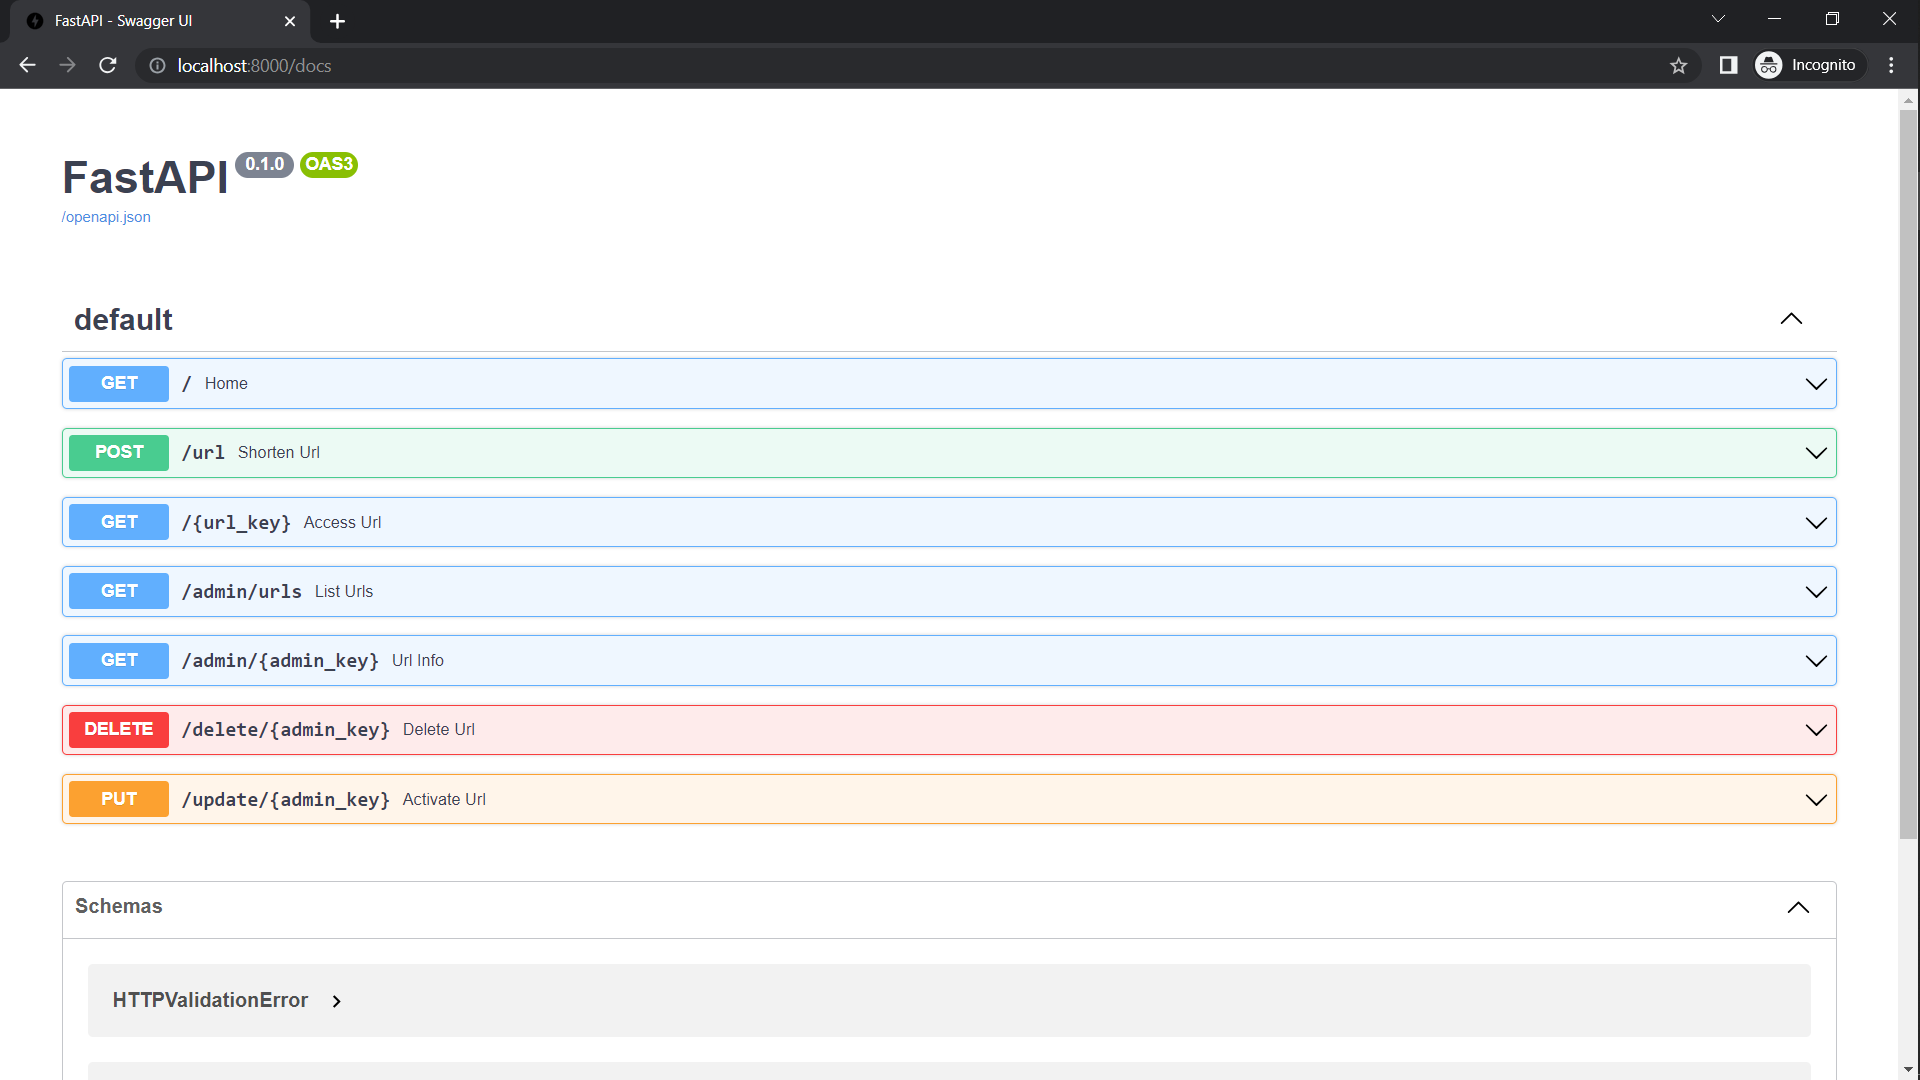 FastAPI - Swagger UI
localhost:8000/docs
Incognito
FastAPI 0.1.0 OAS3
/openapi.json
default
GET / Home
POST /url Shorten Url
GET /{url_key} Access Url
GET /admin/urls List Urls
GET /admin/{admin_key} Url Info
DELETE /delete/{admin_key} Delete Url
PUT /update/{admin_key} Activate Url
Schemas
HTTPValidationError